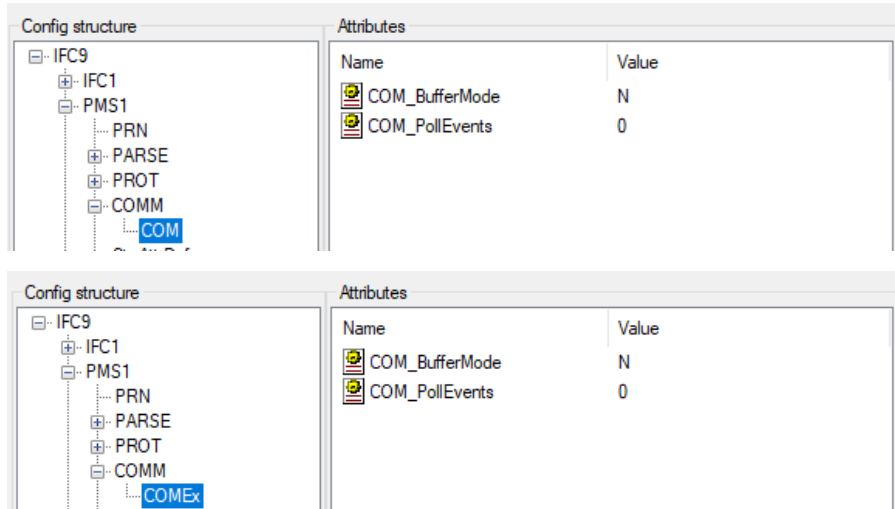 Config structure
Attributes
IFC9
IFC1
PMS1
PRN
PARSE
PROT
COMM
COM
Name Value
COM_BufferMode N
COM_PollEvents 0
Config structure
Attributes
IFC9
IFC1
PMS1
PRN
PARSE
PROT
COMM
COMEx
Name Value
COM_BufferMode N
COM_PollEvents 0